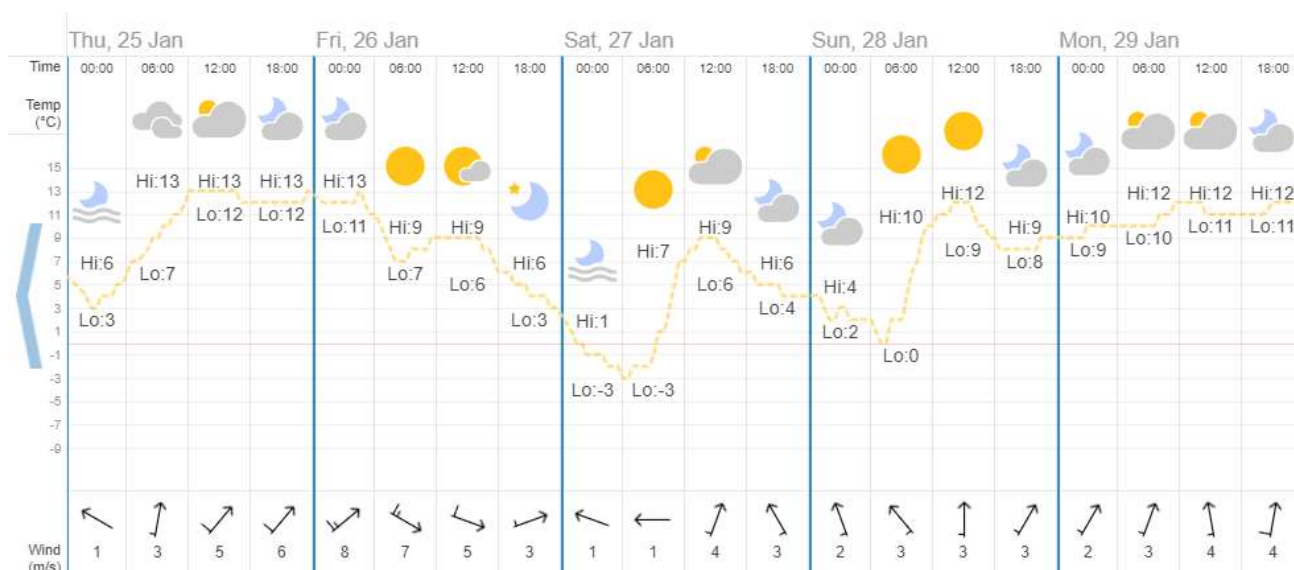 Thu, 25 Jan Fri, 26 Jan Sat, 27 Jan Sun, 28 Jan Mon, 29 Jan
Time 00:00 06:00 12:00 18:00 00:00 06:00 12:00 18:00 00:00 06:00 12:00 18:00 00:00 06:00 12:00 18:00 00:00 06:00 12:00 18:00
Temp
(°C)
15
13
11
9
7
5
3
1
-1
-3
-5
-7
-9
Hi:6
Lo:3
Hi:13
Lo:7
Hi:13
Lo:12
Hi:13
Lo:12
Hi:13
Lo:11
Hi:9
Lo:7
Hi:9
Lo:6
Hi:6
Lo:3
Hi:1
Lo:-3
Hi:7
Lo:-3
Hi:9
Lo:6
Hi:6
Lo:4
Hi:4
Lo:2
Hi:10
Lo:0
Hi:12
Lo:9
Hi:9
Lo:8
Hi:10
Lo:9
Hi:12
Lo:10
Hi:12
Lo:11
Hi:12
Lo:11
Wind 1 3 5 6 8 7 5 3 1 1 4 3 2 3 3 3 2 3 4 4
(m/s)